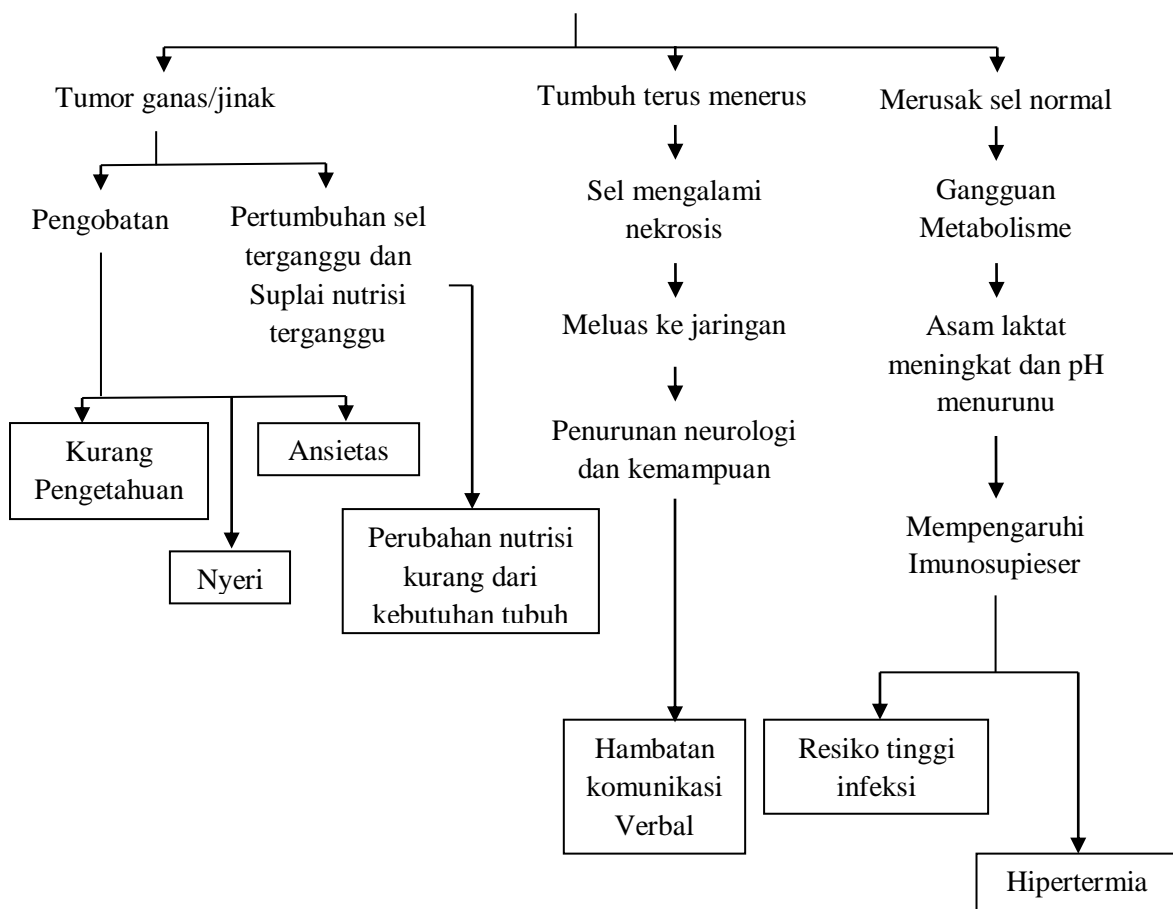 Tumor ganas/jinak
Tumbuh terus menerus
Merusak sel normal
Pengobatan
Pertumbuhan sel
terganggu dan
Suplai nutrisi
terganggu
Sel mengalami
nekrosis
Gangguan
Metabolisme
Meluas ke jaringan
Asam laktat
meningkat dan pH
menurunu
Kurang
Pengetahuan
Ansietas
Penurunan neurologi
dan kemampuan
Nyeri
Perubahan nutrisi
kurang dari
kebutuhan tubuh
Mempengaruhi
Imunosupieser
Hambatan
komunikasi
Verbal
Resiko tinggi
infeksi
Hipertermia